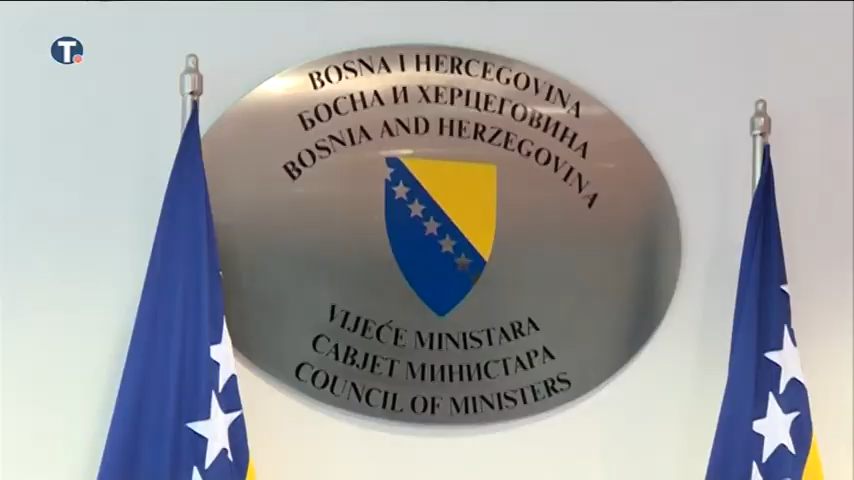 T
BOSNA I HERCEGOVINA
БОСНА И ХЕРЦЕГОВИНА
BOSNIA AND HERZEGOVINA
VIJEĆE MINISTARA
САВЈЕТ МИНИСТАРА
COUNCIL OF MINISTERS